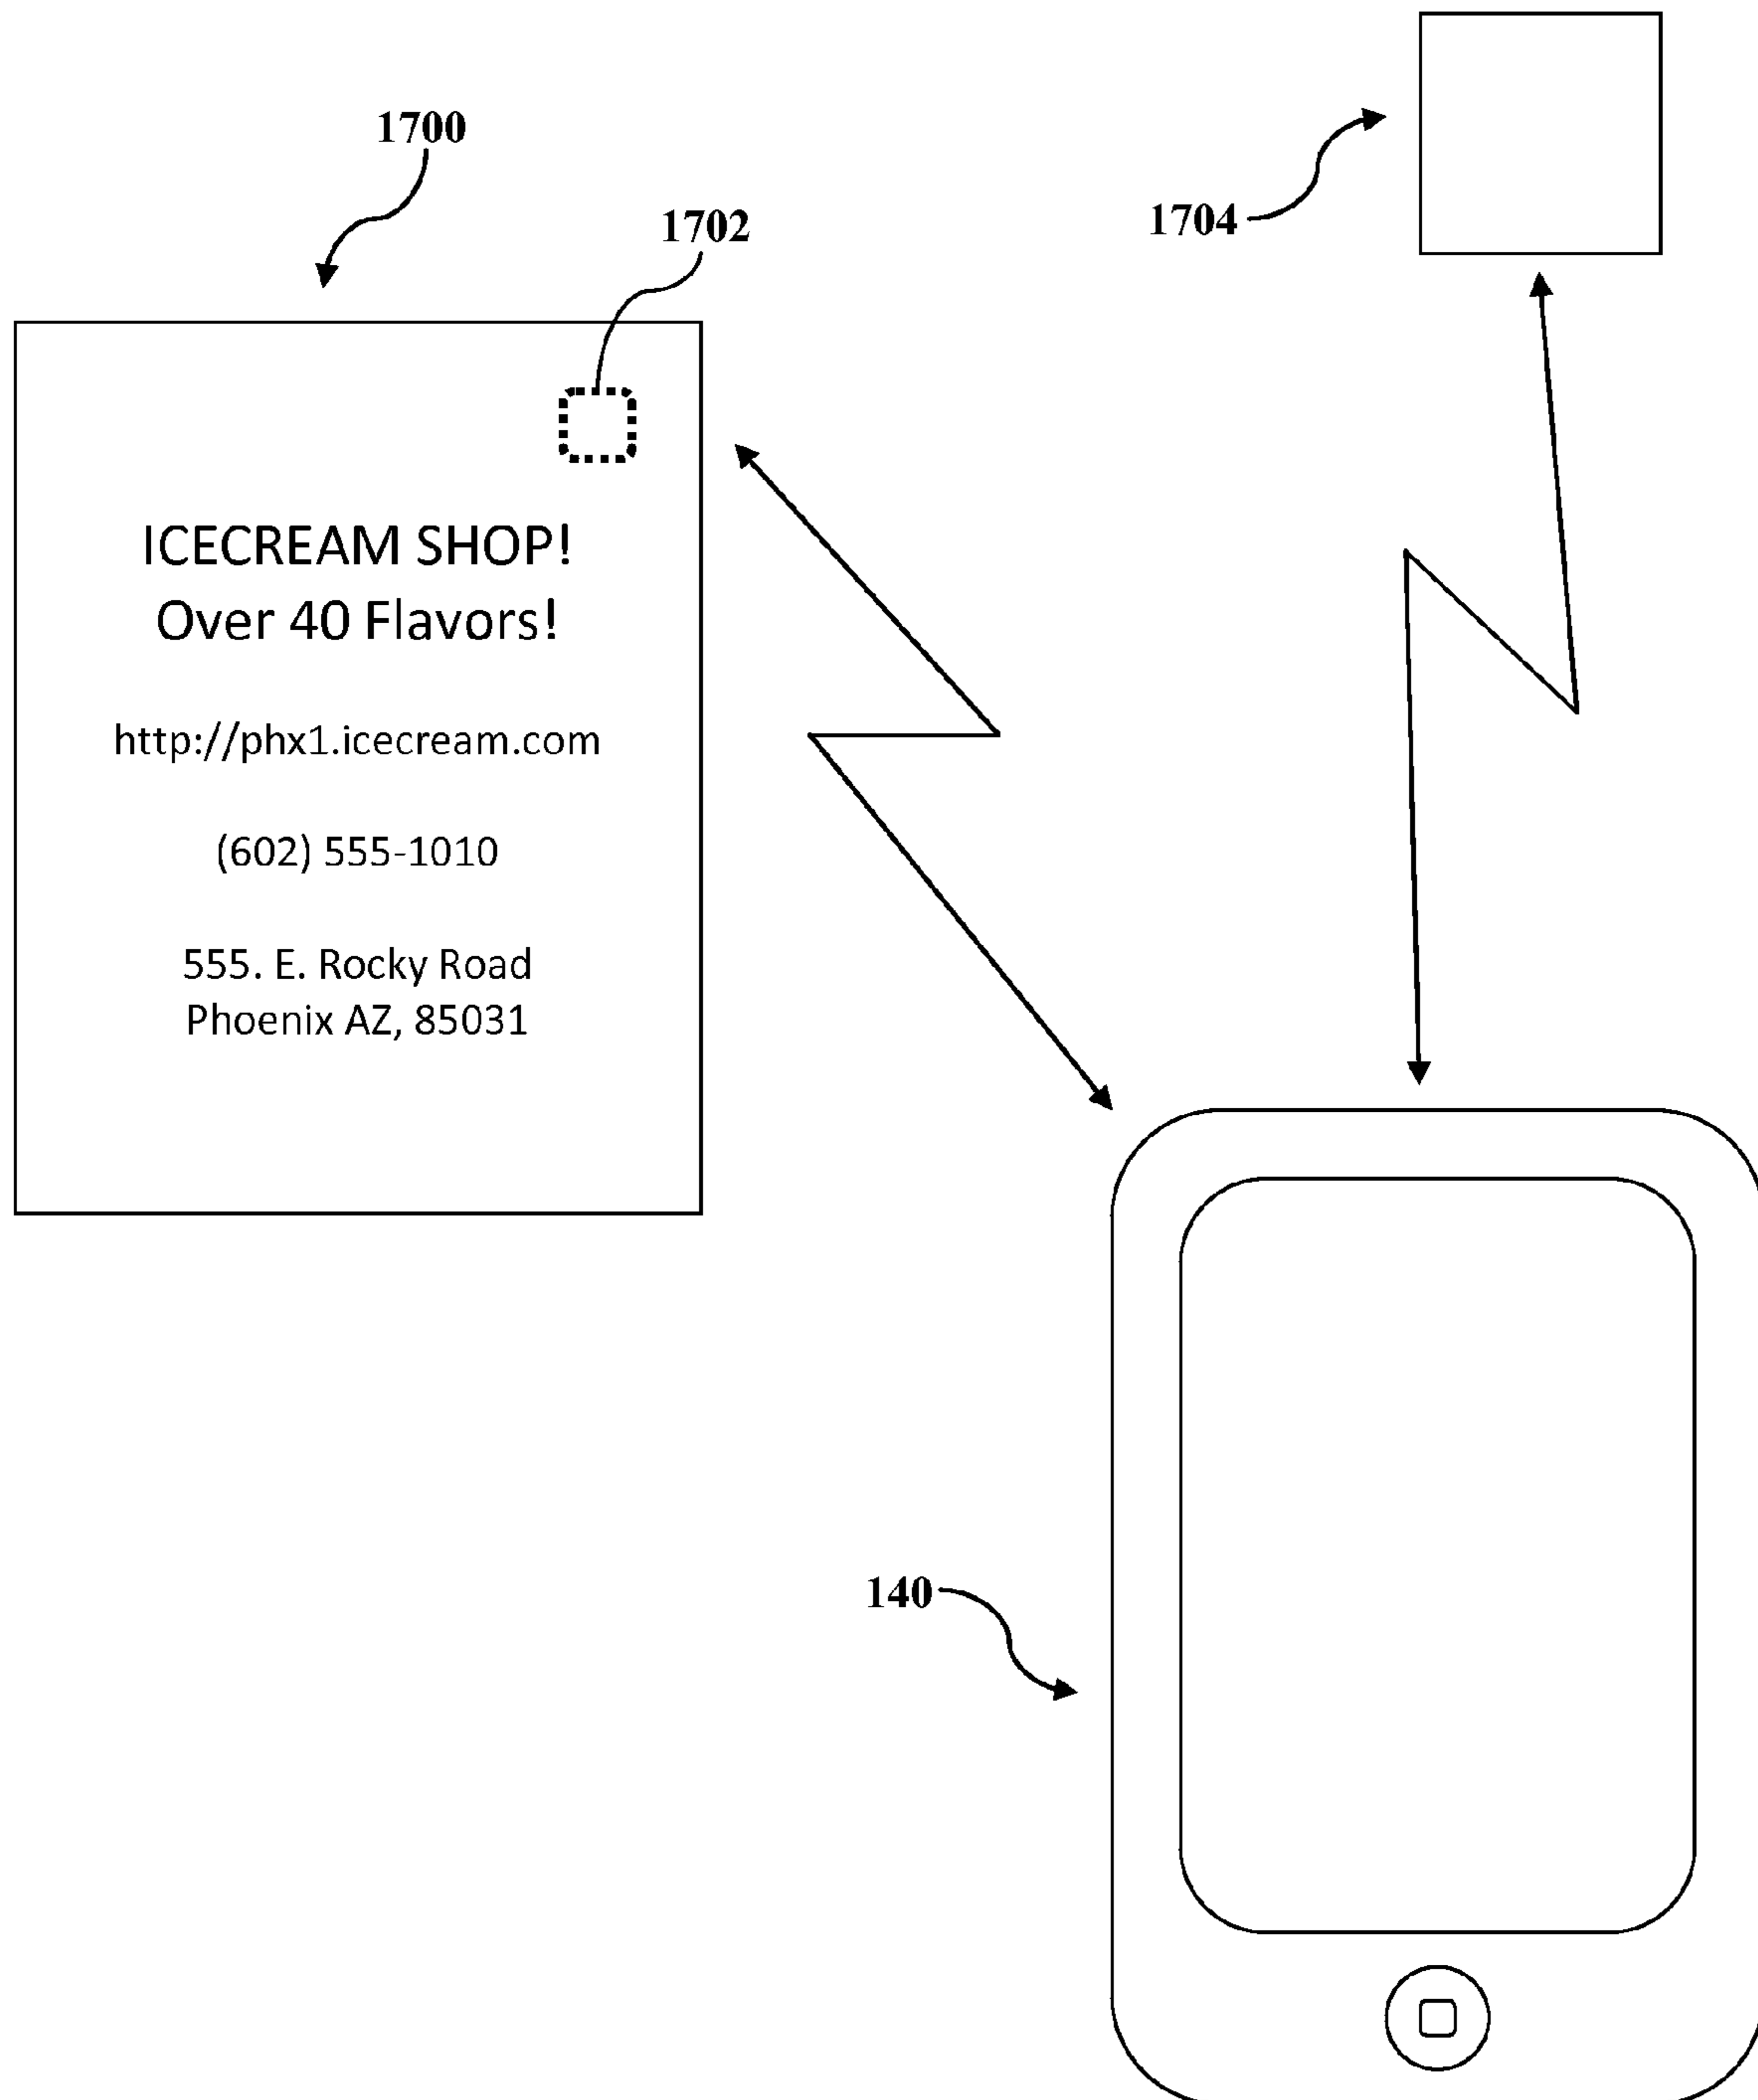 1700
1702
1704
ICECREAM SHOP!
Over 40 Flavors!
http://phx1.icecream.com
(602) 555-1010
555. E. Rocky Road
Phoenix AZ, 85031
140